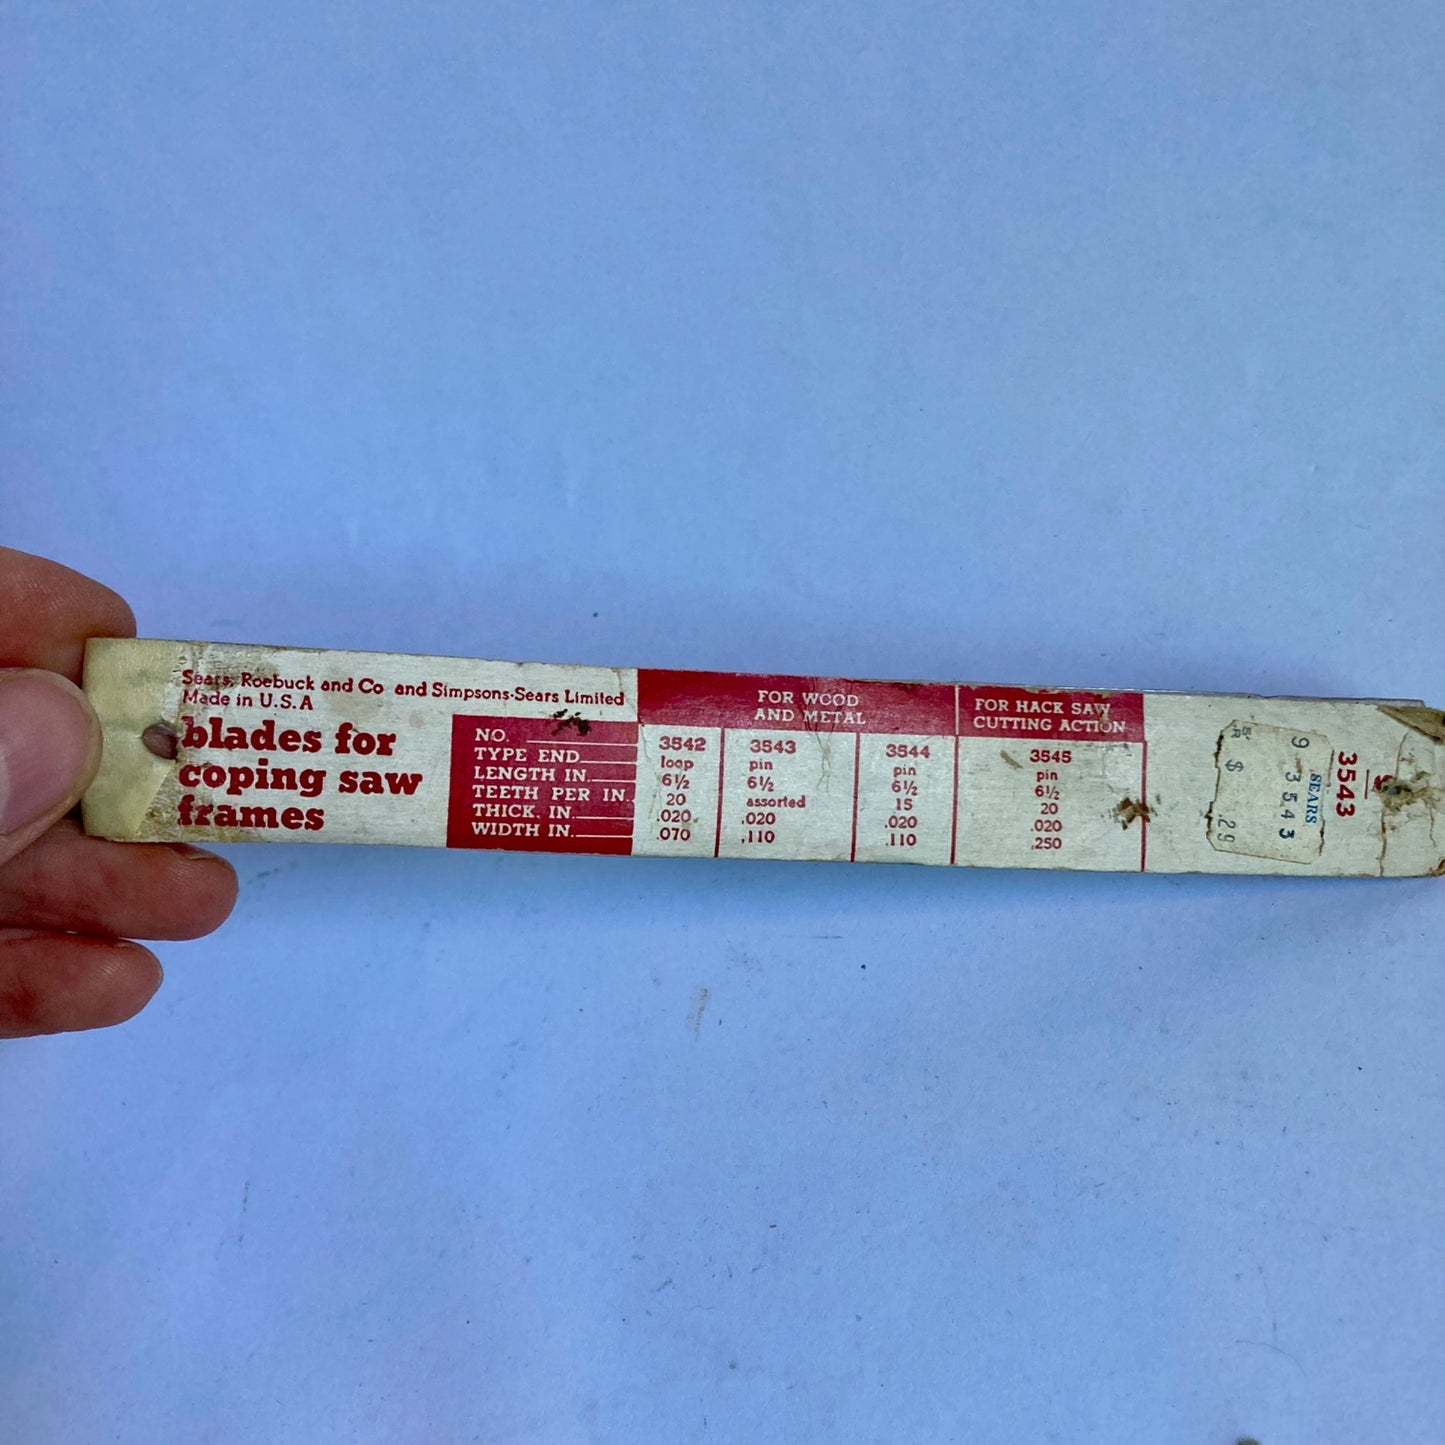 Sears, Roebuck and Co and Simpsons-Sears Limited
Made in U.S.A
blades for
coping saw
frames
FOR WOOD
AND METAL
FOR HACK SAW
CUTTING ACTION
NO. 3542 3543 3544 3545
TYPE END loop pin pin pin
LENGTH IN. 6½ 6½ 6½ 6½
TEETH PER IN. 20 assorted 15 20
THICK. IN. .020 .020 .020 .020
WIDTH IN. .070 .110 .110 .250
3543
SEARS
9 3543
$ .29